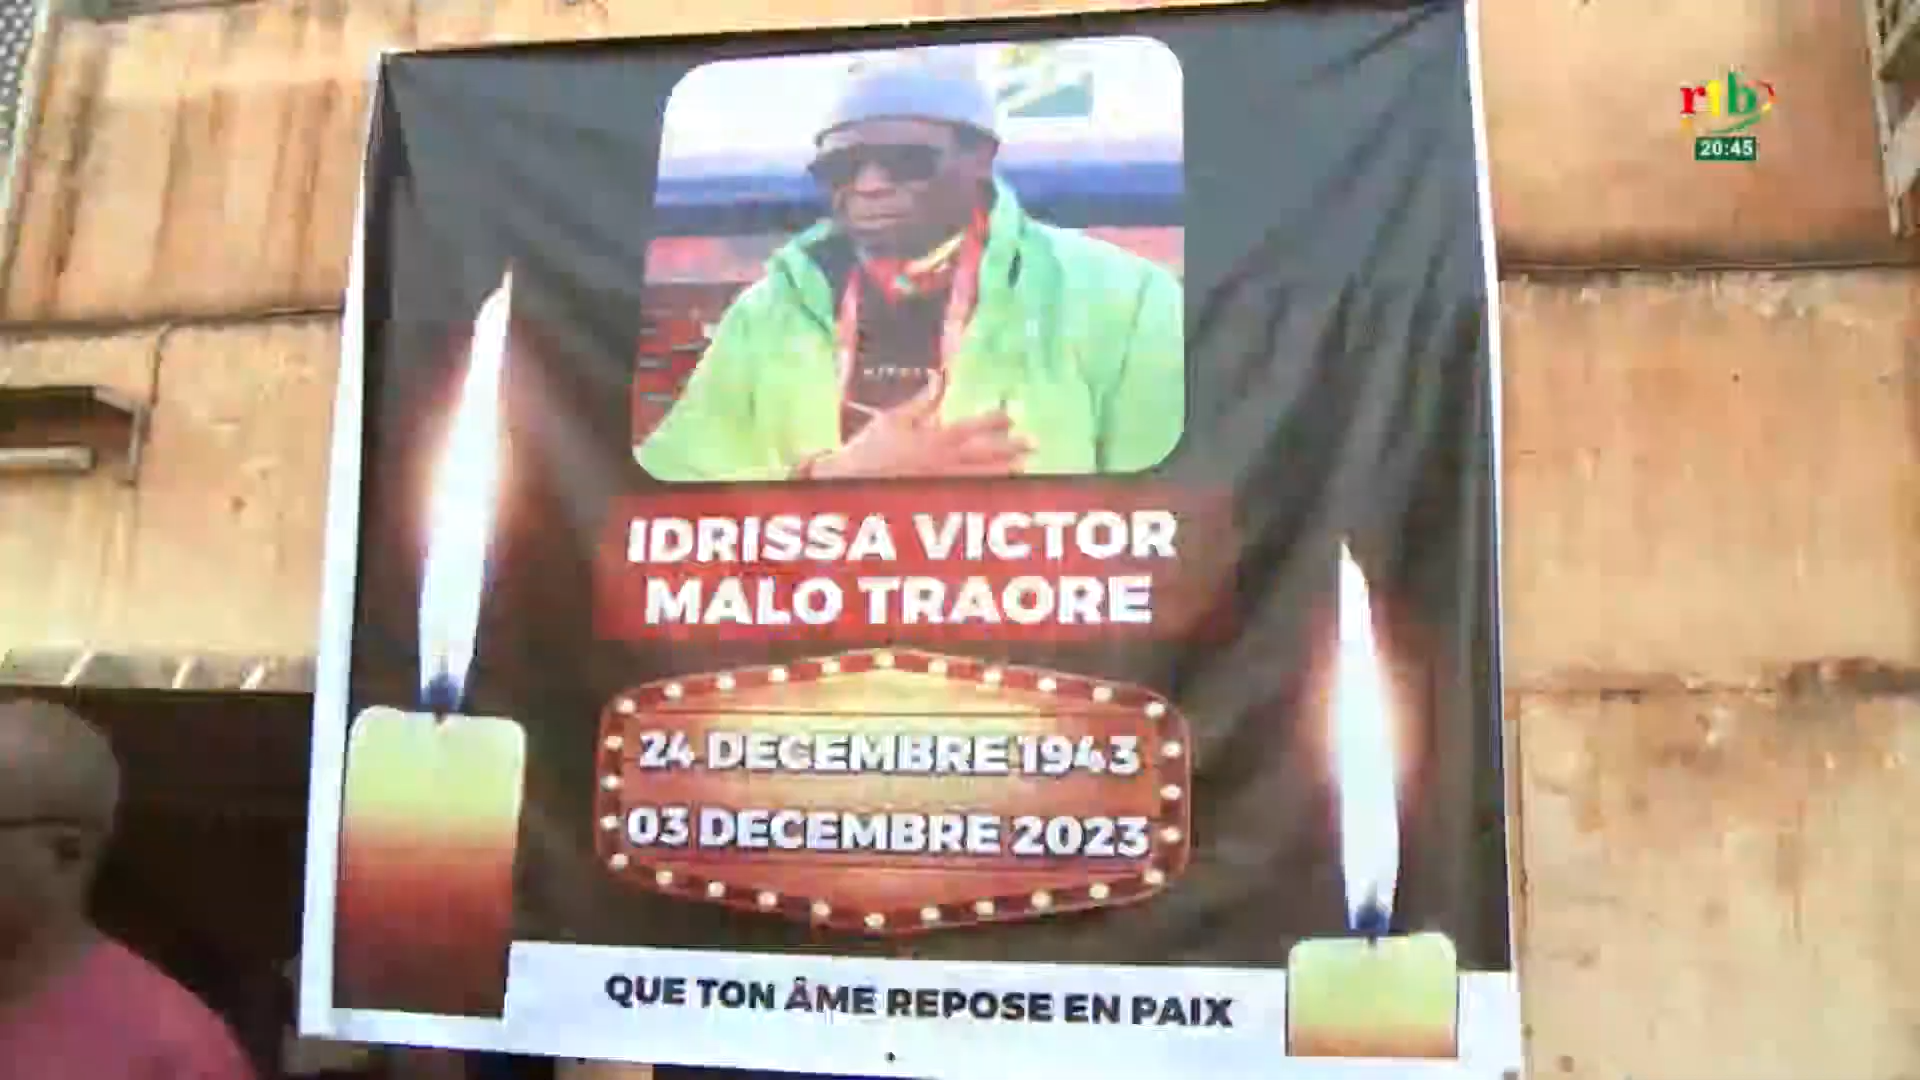 rtb
20:45
IDRISSA VICTOR
MALO TRAORE
24 DECEMBRE 1943
03 DECEMBRE 2023
QUE TON ÂME REPOSE EN PAIX